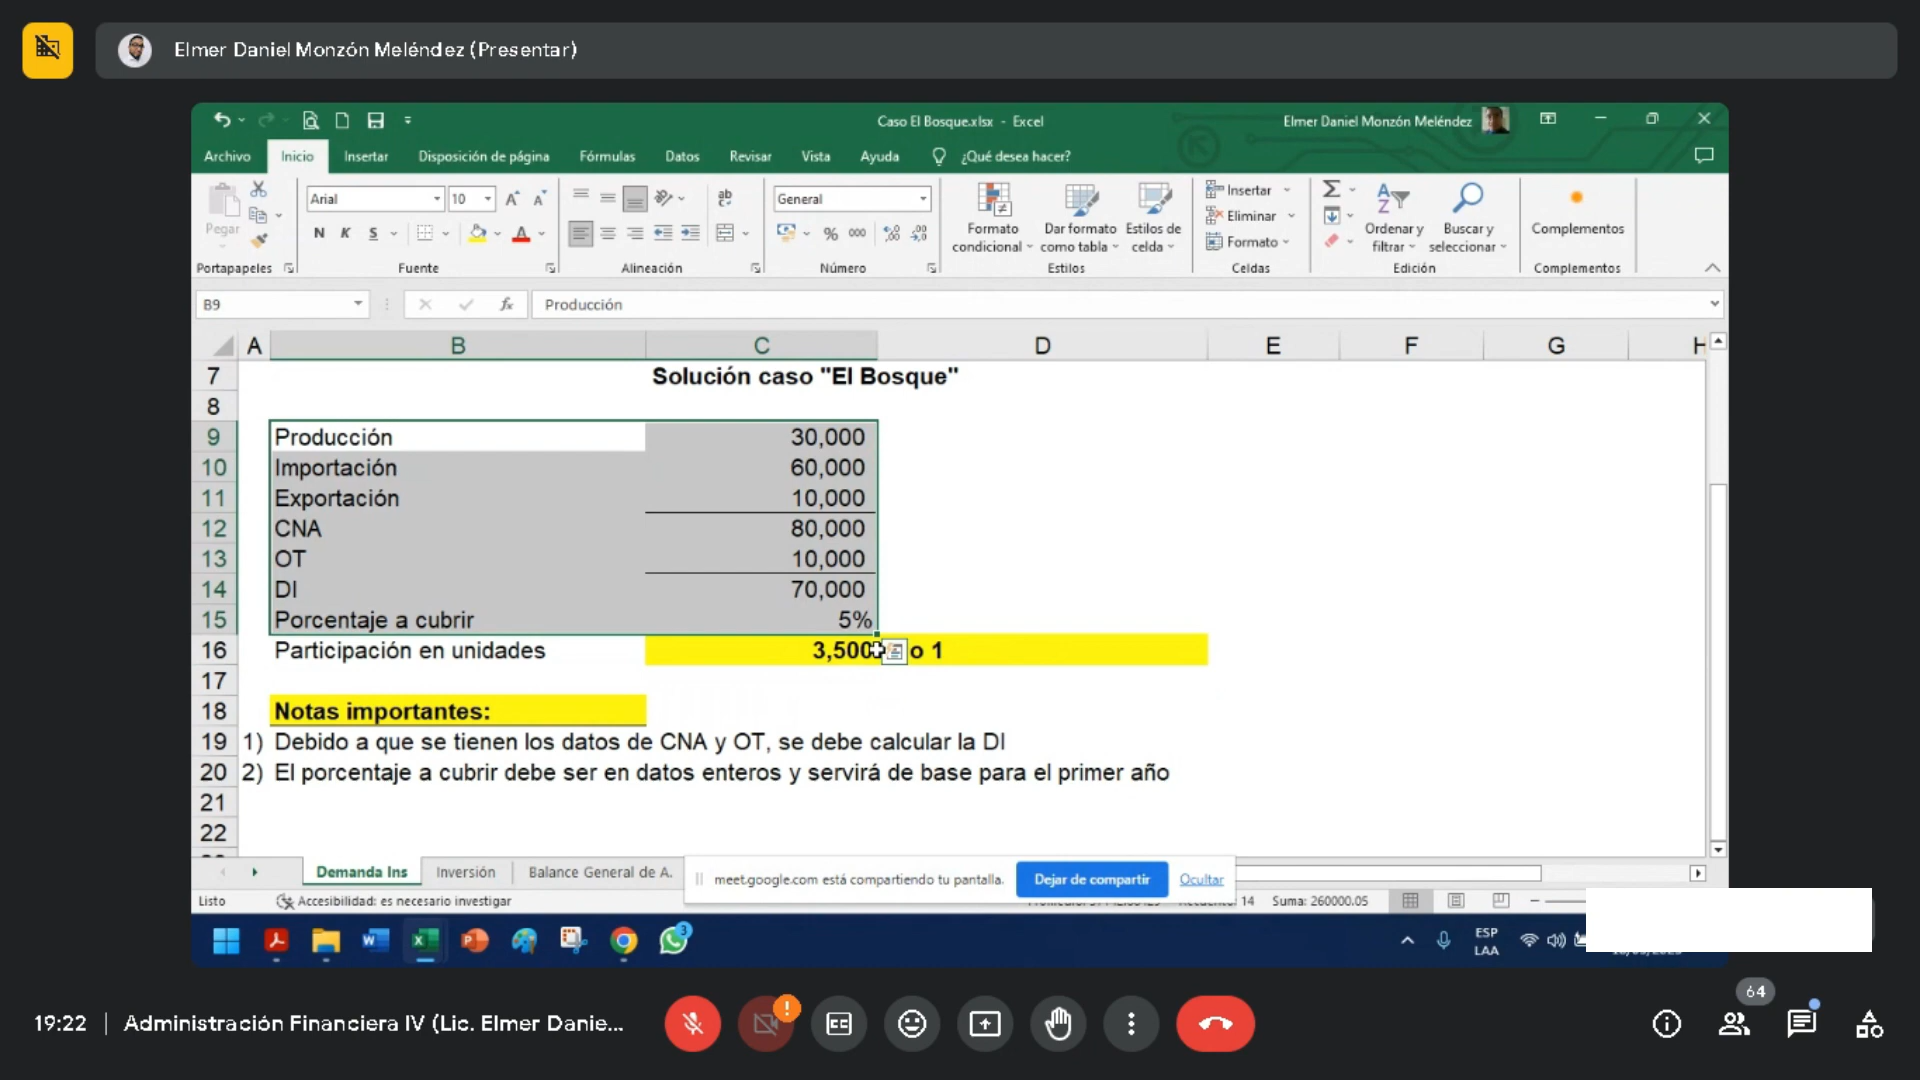 Elmer Daniel Monzón Meléndez (Presentar)
Caso El Bosque.xlsx - Excel
Elmer Daniel Monzón Meléndez
Archivo Inicio Insertar Disposición de página Fórmulas Datos Revisar Vista Ayuda ¿Qué desea hacer?
Pegar
Portapapeles
Arial 10
N K S
Fuente
ab
Alineación
General
% 000
Número
Formato condicional
Dar formato como tabla
Estilos de celda
Estilos
Insertar
Eliminar
Formato
Celdas
Ordenar y filtrar
Buscar y seleccionar
Edición
Complementos
Complementos
B9 fx Producción
A B C D E F G H
7 Solución caso "El Bosque"
8
9 Producción 30,000
10 Importación 60,000
11 Exportación 10,000
12 CNA 80,000
13 OT 10,000
14 DI 70,000
15 Porcentaje a cubrir 5%
16 Participación en unidades 3,500 o 1
17
18 Notas importantes:
19 1) Debido a que se tienen los datos de CNA y OT, se debe calcular la DI
20 2) El porcentaje a cubrir debe ser en datos enteros y servirá de base para el primer año
21
22
Demanda Ins Inversión Balance General de A.
meet.google.com está compartiendo tu pantalla. Dejar de compartir Ocultar
Listo Accesibilidad: es necesario investigar 14 Suma: 260000.05
3
ESP
LAA
64
19:22 | Administración Financiera IV (Lic. Elmer Danie...